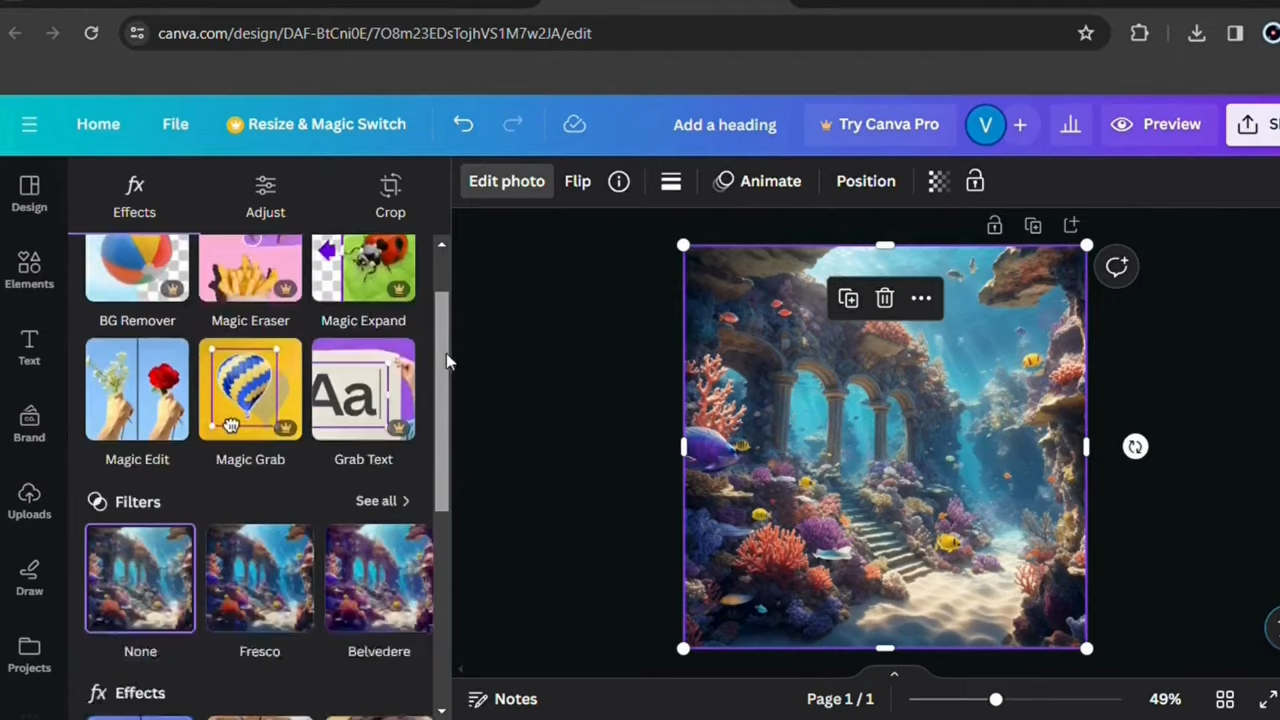 canva.com/design/DAF-BtCni0E/7O8m23EDsTojhVS1M7w2JA/edit
Home File Resize & Magic Switch Add a heading Try Canva Pro V + Preview
Edit photo Flip Animate Position
Effects Adjust Crop
Design
Elements
Text
Brand
Uploads
Draw
Projects
BG Remover Magic Eraser Magic Expand
Aa
Magic Edit Magic Grab Grab Text
Filters See all
None Fresco Belvedere
fx Effects
Notes Page 1 / 1 49%